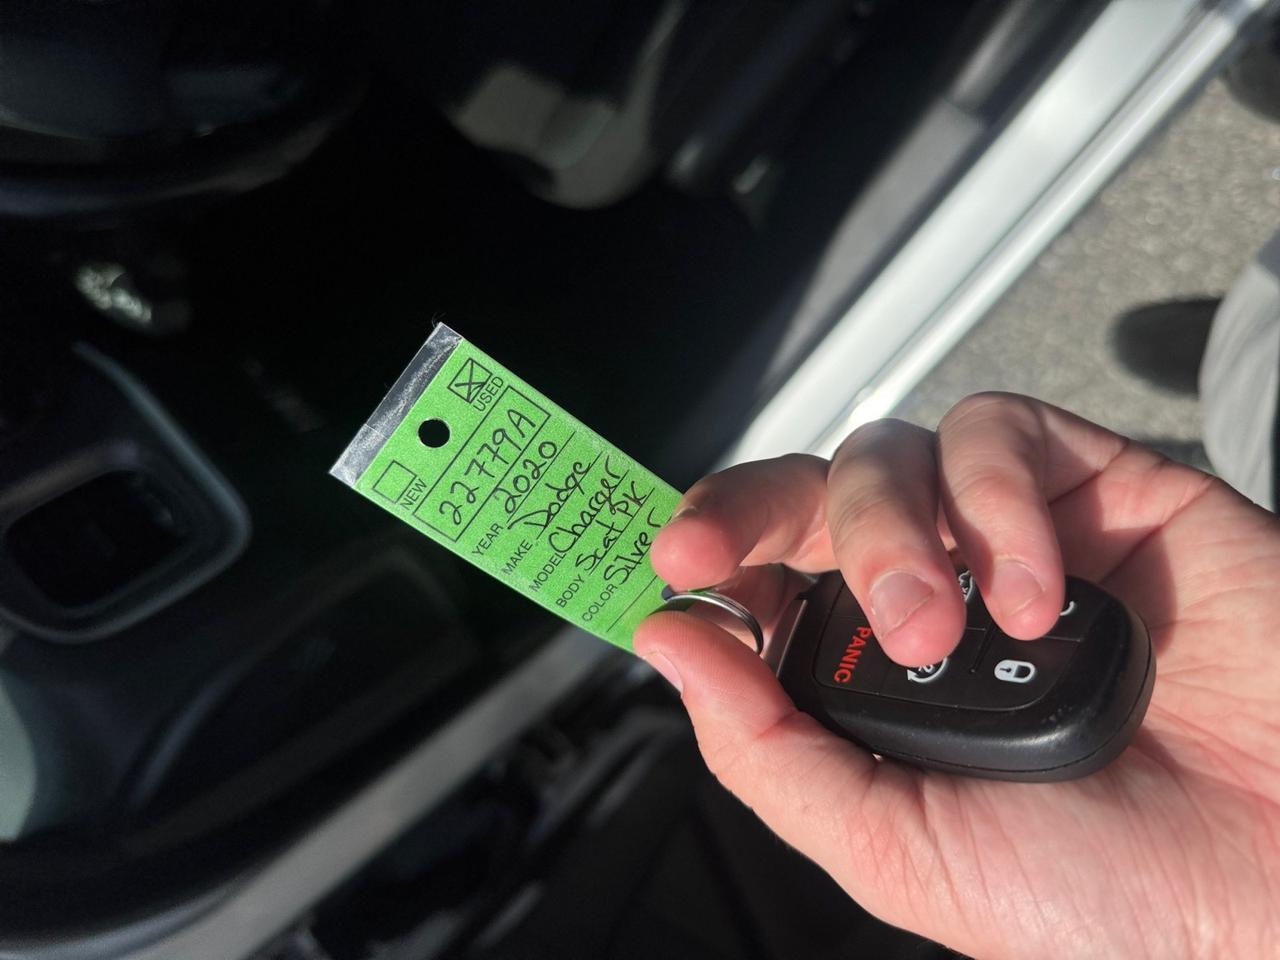 USED
NEW
22779A
YEAR 2020
MAKE Dodge
MODEL Charger
BODY Scat PK
COLOR Silver
PANIC